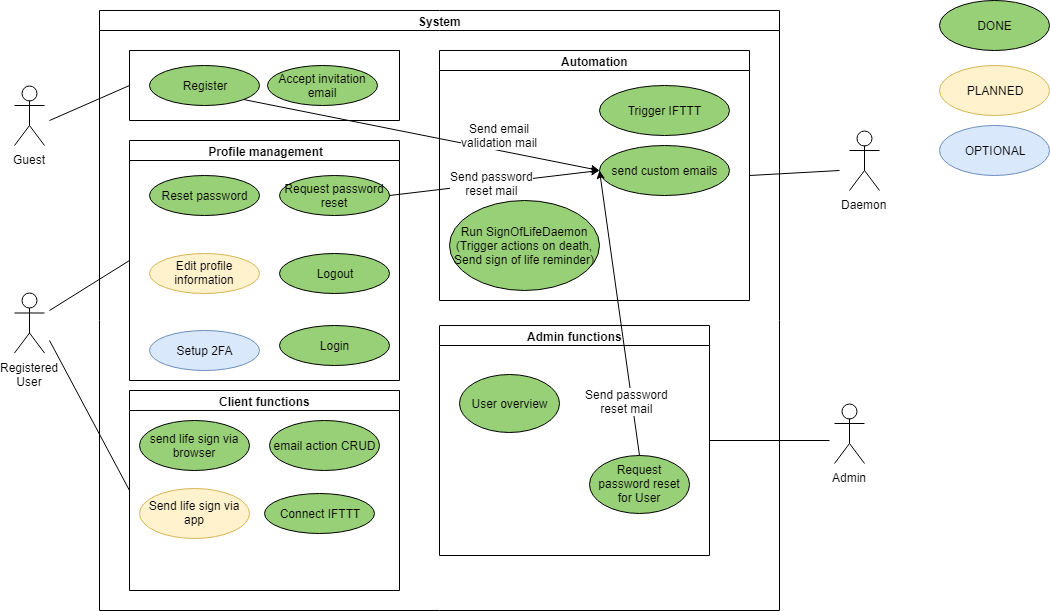 System
DONE
PLANNED
OPTIONAL
Guest
Register
Accept invitation
email
Automation
Trigger IFTTT
Send email
validation mail
send custom emails
Daemon
Profile management
Reset password
Request password
reset
Send password
reset mail
Run SignOfLifeDaemon
(Trigger actions on death,
Send sign of life reminder)
Edit profile
information
Logout
Setup 2FA
Login
Registered
User
Client functions
send life sign via
browser
email action CRUD
Send life sign via
app
Connect IFTTT
Admin functions
User overview
Send password
reset mail
Request
password reset
for User
Admin